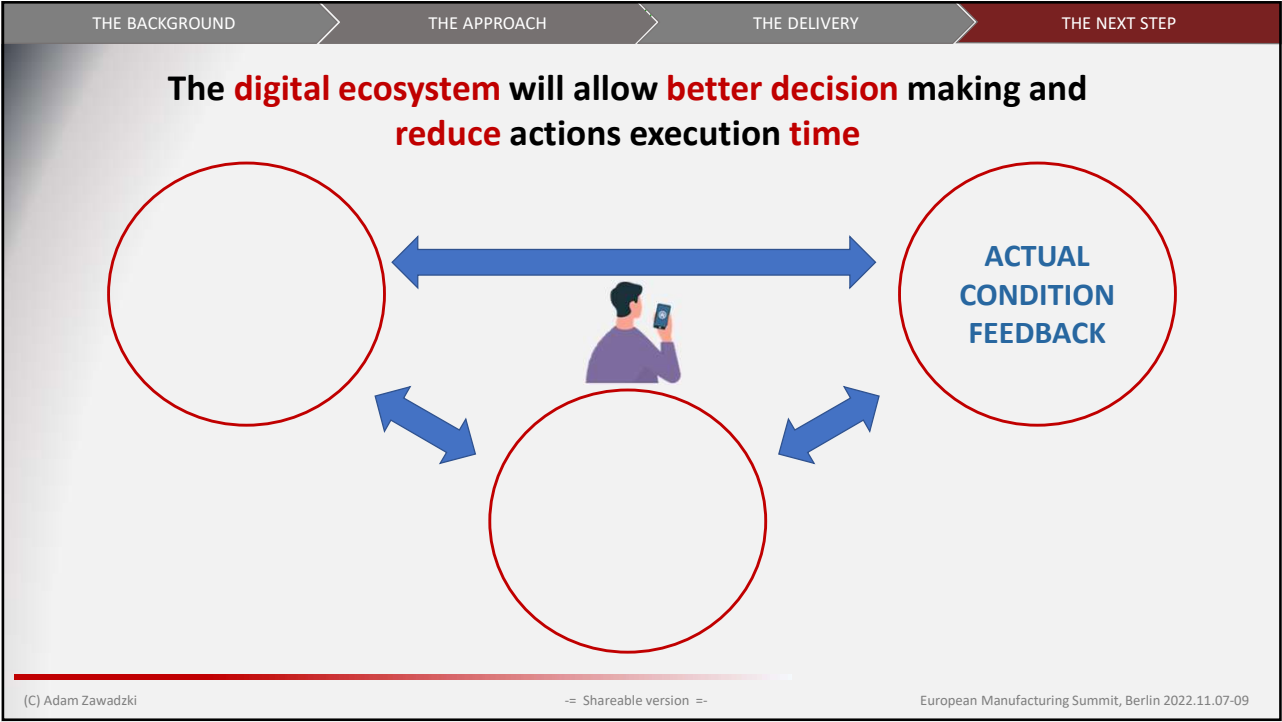 THE BACKGROUND
THE APPROACH
THE DELIVERY
THE NEXT STEP
The digital ecosystem will allow better decision making and
reduce actions execution time
ACTUAL
CONDITION
FEEDBACK
(C) Adam Zawadzki
-= Shareable version =-
European Manufacturing Summit, Berlin 2022.11.07-09